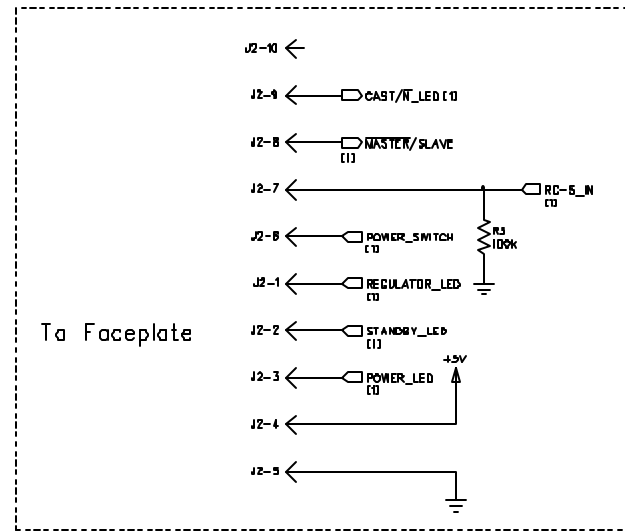 J2-10
J2-9 CAST/N_LED [1]
J2-8 MASTER/SLAVE
[1]
J2-7 RC-5_IN
[1]
R3
100k
J2-6 POWER_SWITCH
[1]
J2-1 REGULATOR_LED
[1]
To Faceplate
J2-2 STANDBY_LED
[1]
+5V
J2-3 POWER_LED
[1]
J2-4
J2-5